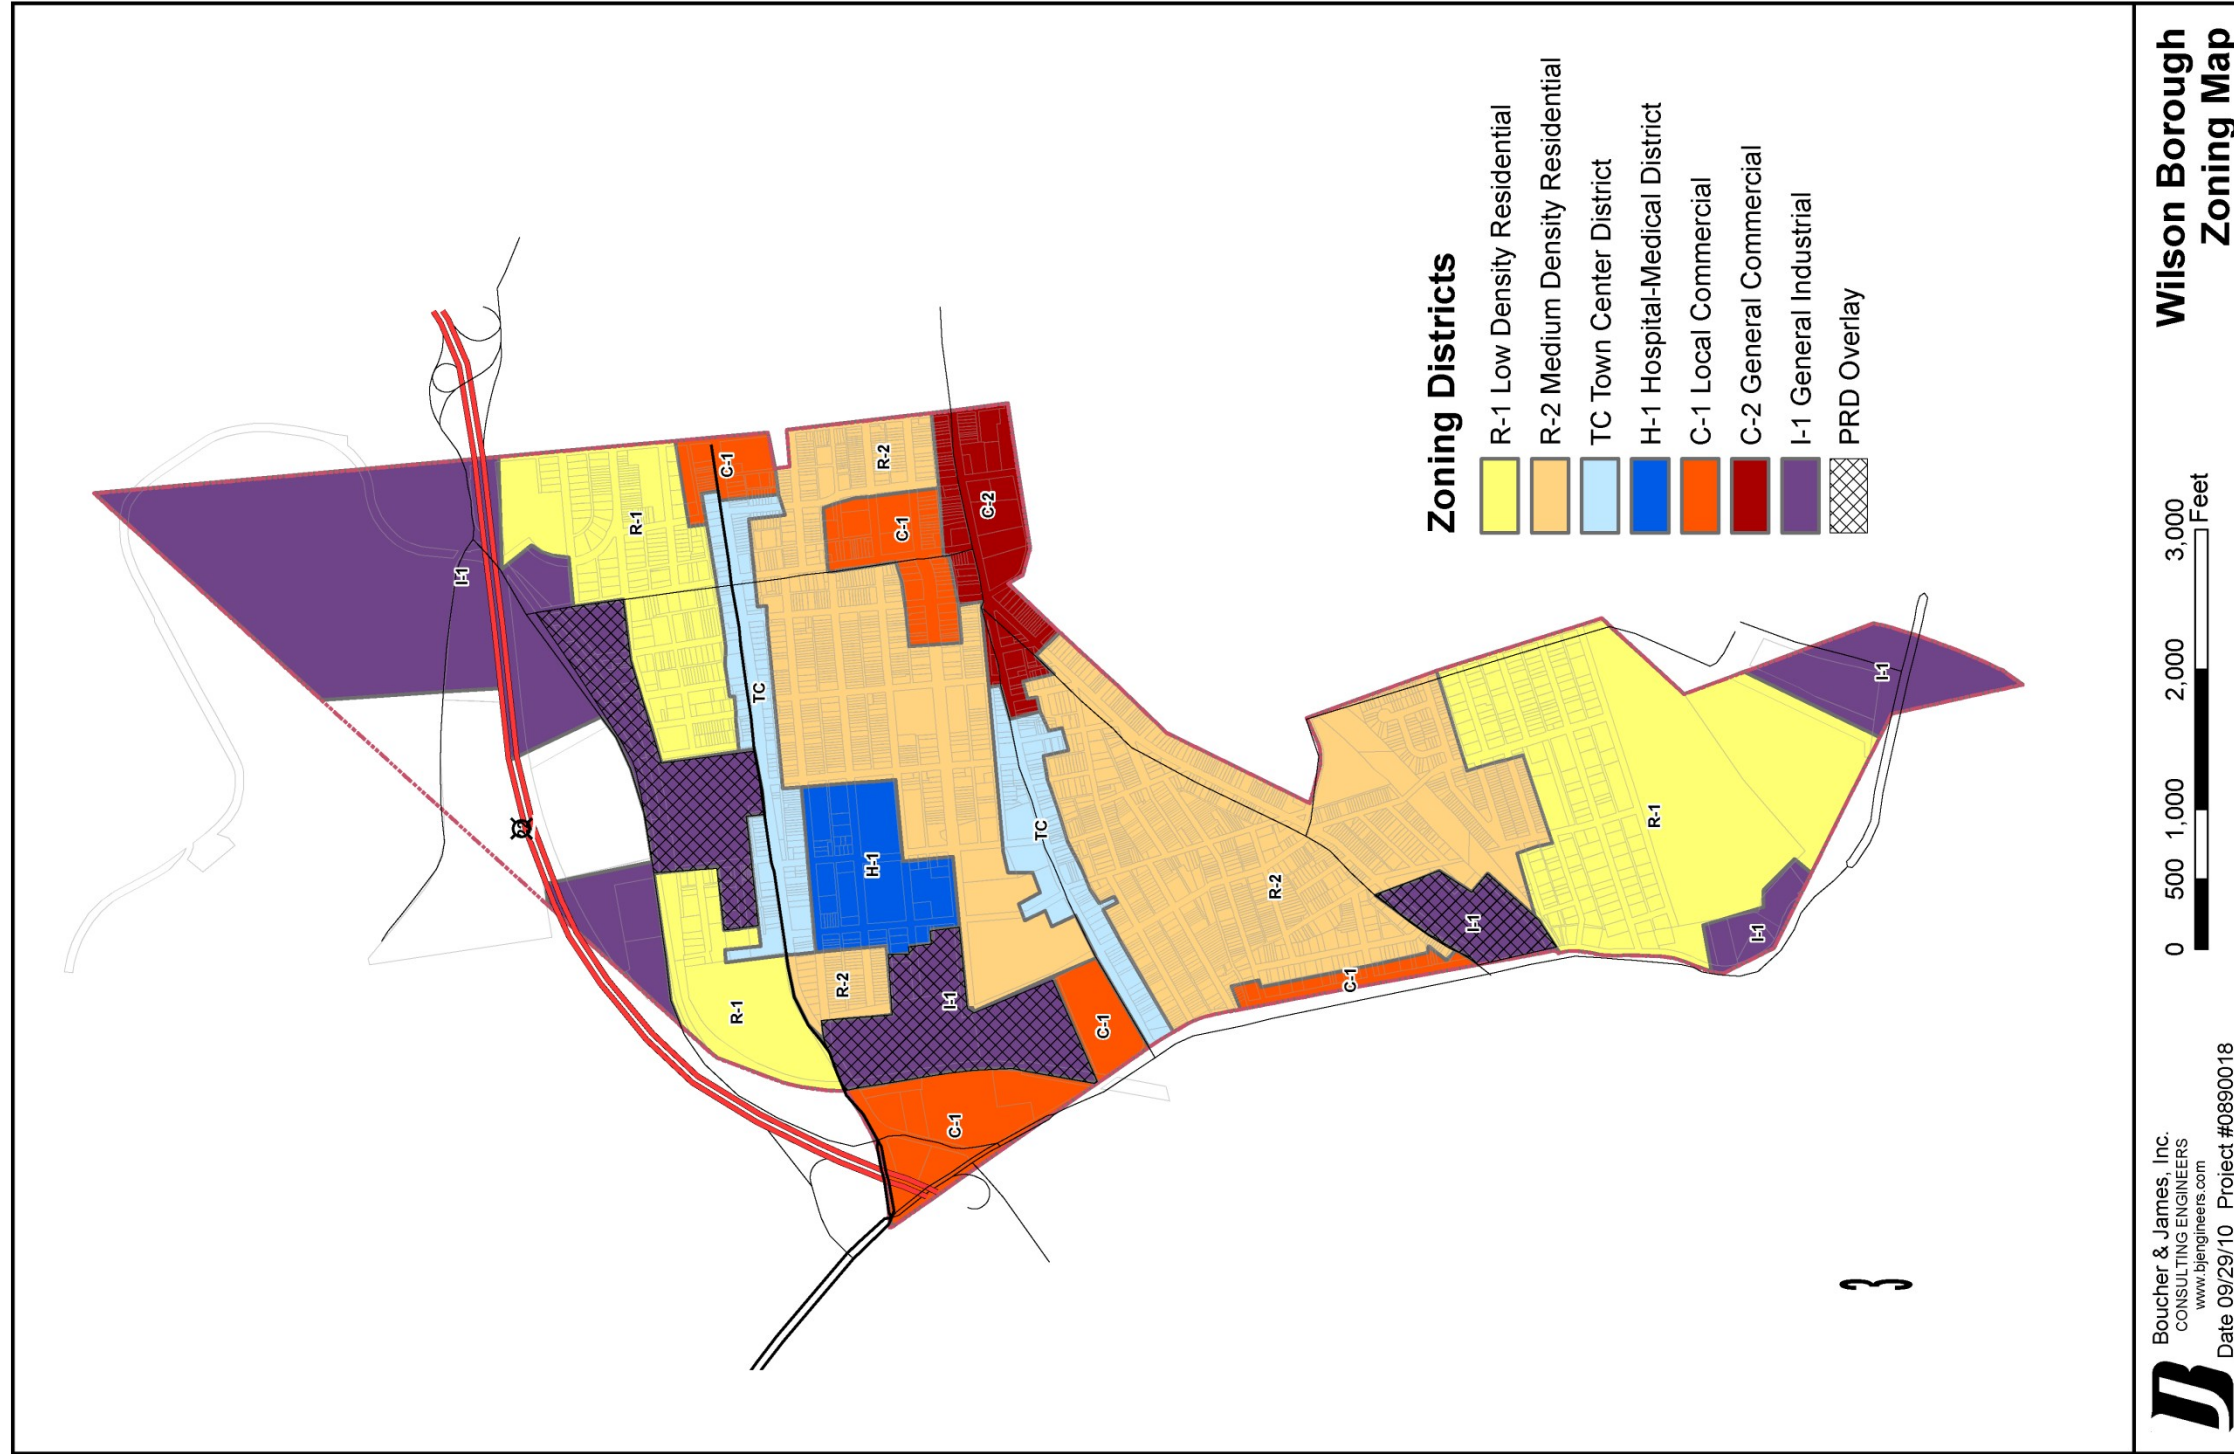 Wilson Borough
Zoning Map
Zoning Districts
R-1 Low Density Residential
R-2 Medium Density Residential
TC Town Center District
H-1 Hospital-Medical District
C-1 Local Commercial
C-2 General Commercial
I-1 General Industrial
PRD Overlay
I-1
R-1
C-1
TC
R-2
C-1
C-2
H-1
TC
R-1
R-2
I-1
C-1
C-1
R-2
C-1
I-1
R-1
I-1
I-1
3
0 500 1,000 2,000 3,000
Feet
Boucher & James, Inc.
CONSULTING ENGINEERS
www.bjengineers.com
Date 09/29/10 Project #0890018